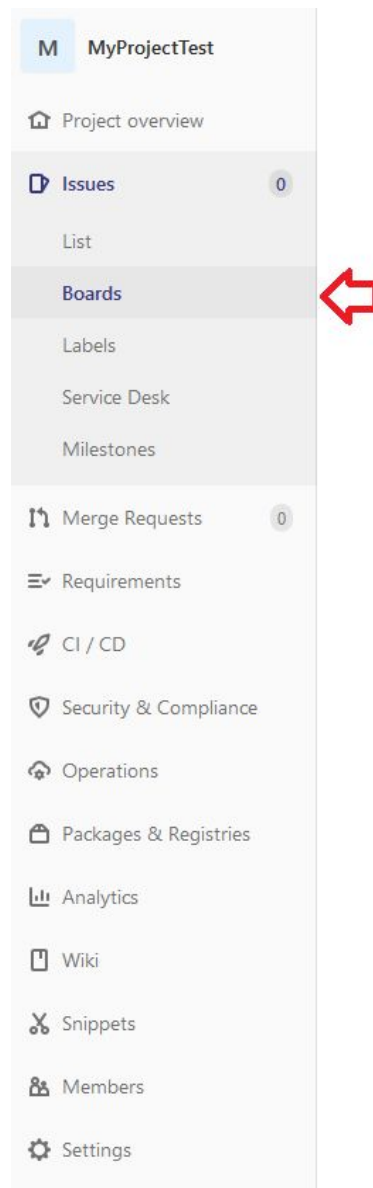 M MyProjectTest
Project overview
Issues 0
List
Boards
Labels
Service Desk
Milestones
Merge Requests 0
Requirements
CI / CD
Security & Compliance
Operations
Packages & Registries
Analytics
Wiki
Snippets
Members
Settings